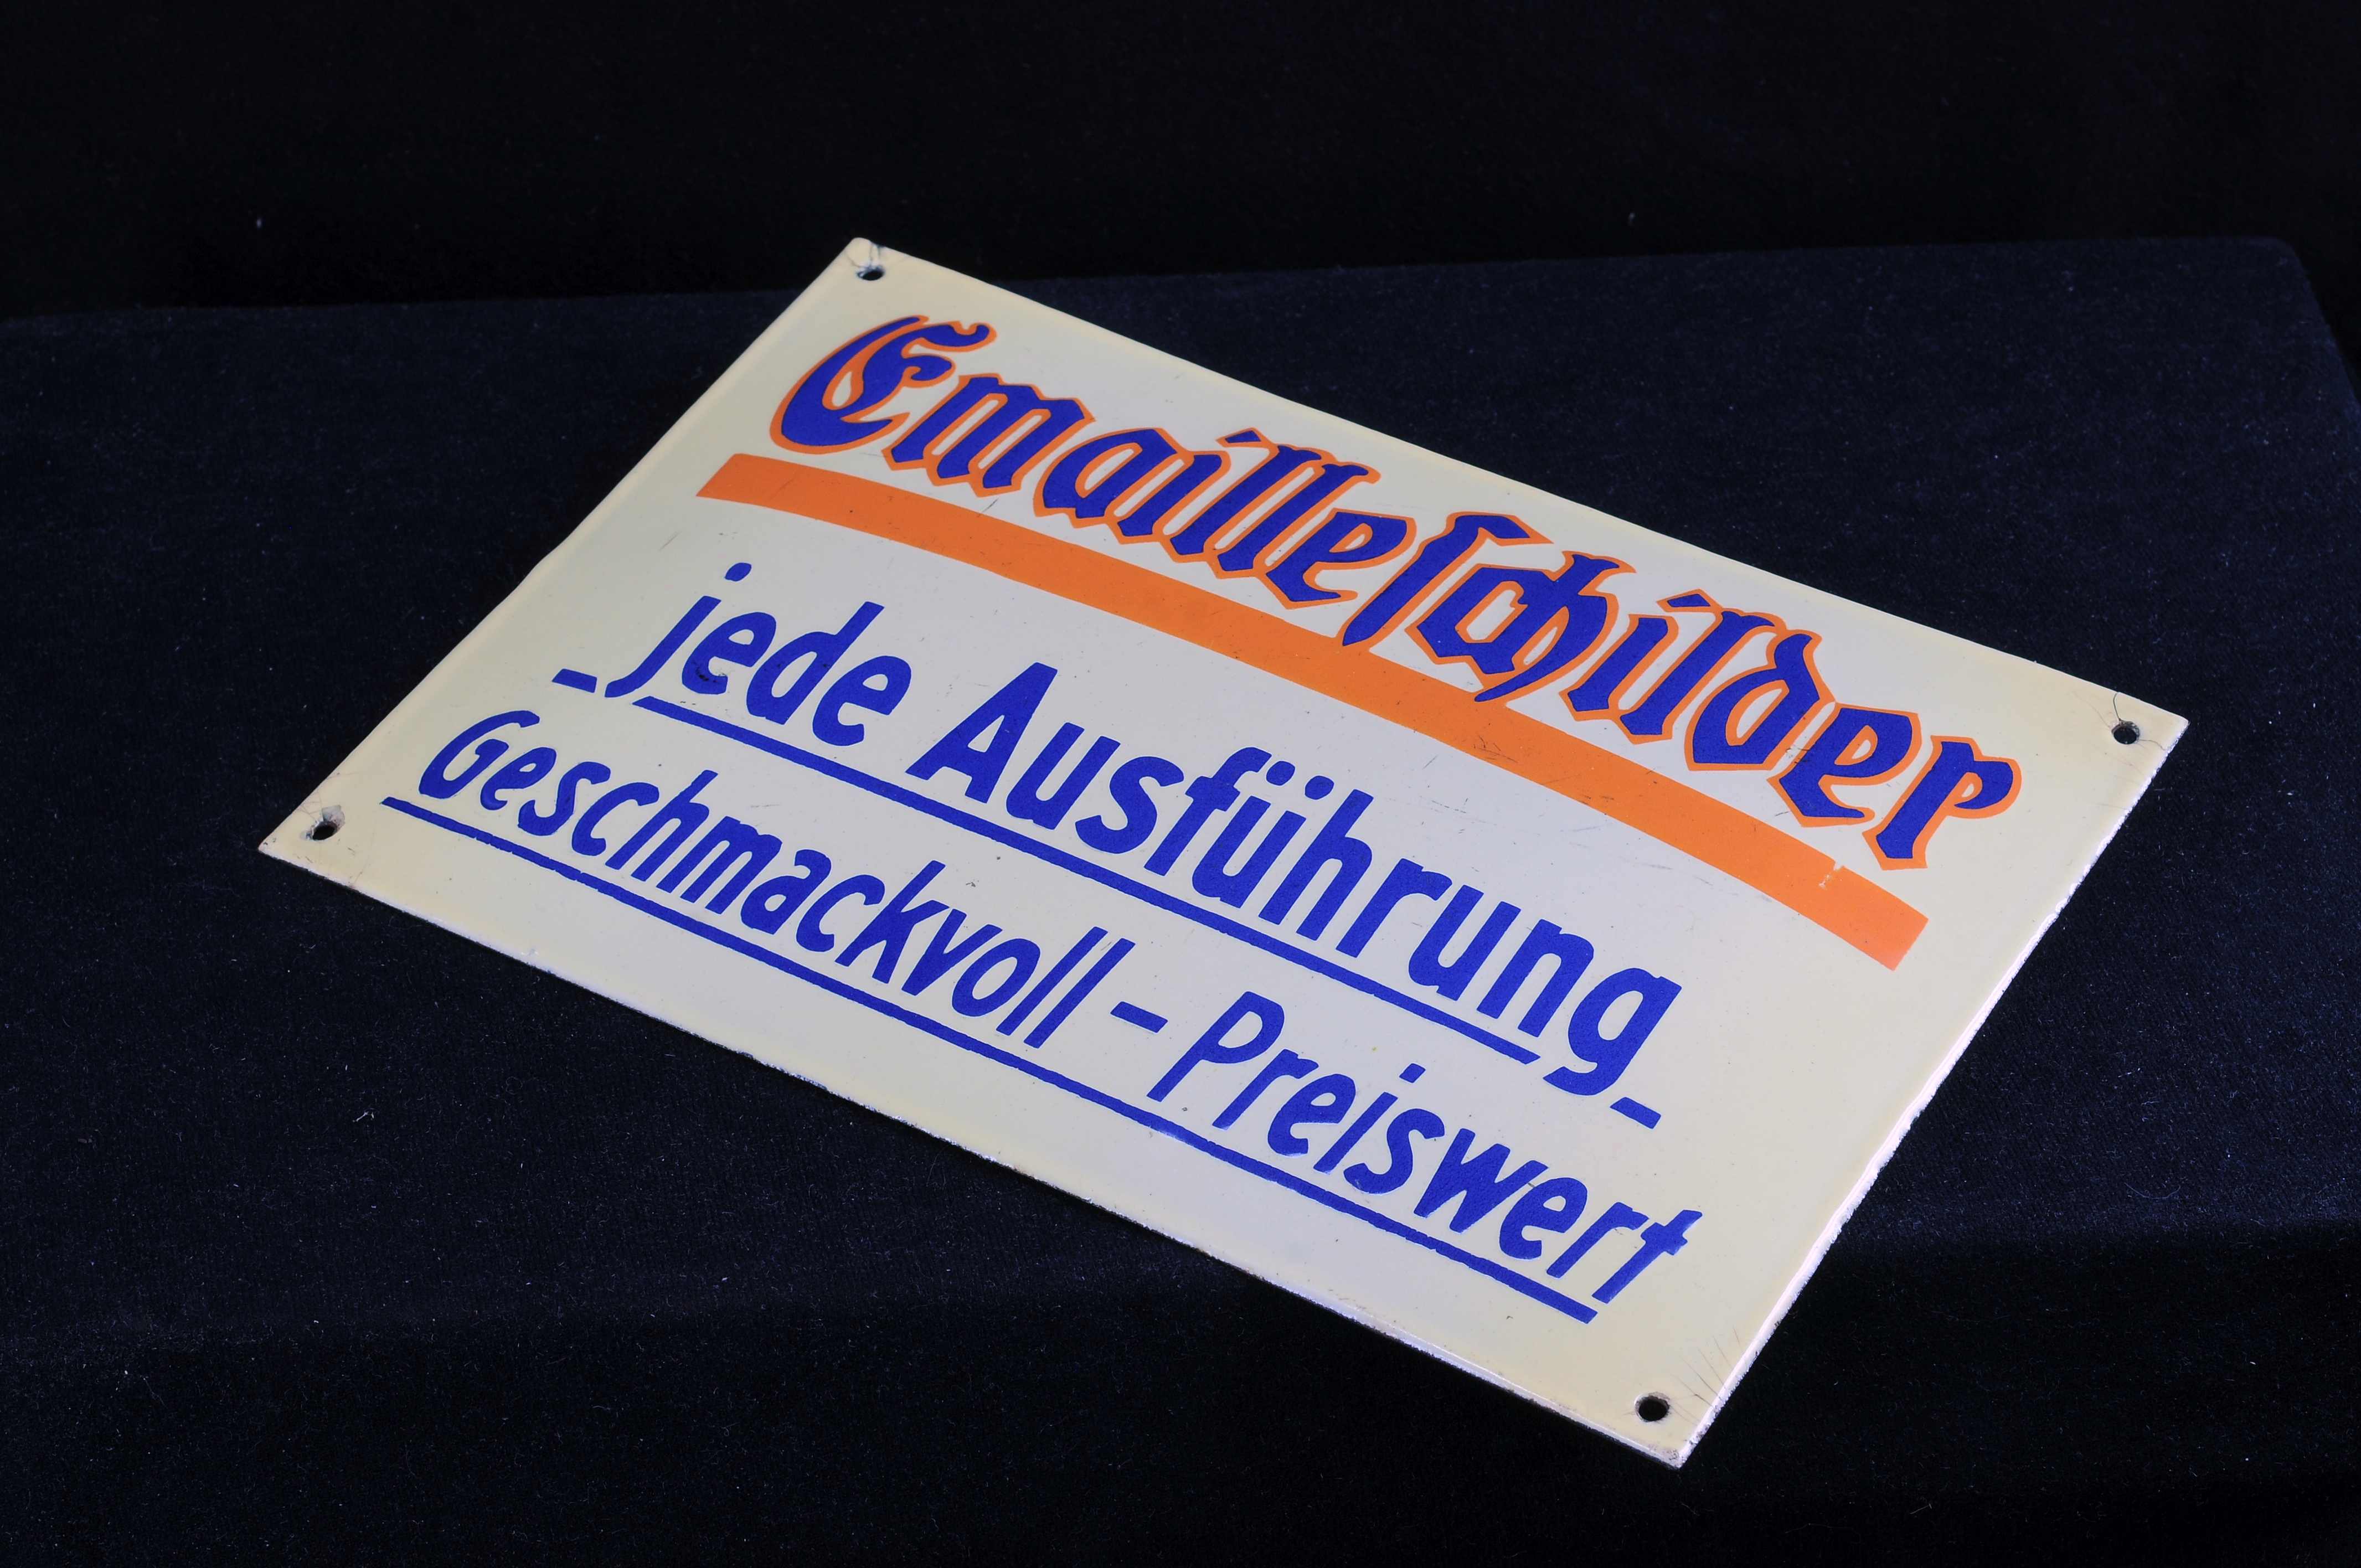 Emailleſchilder
jede Ausführung
Geschmackvoll - Preiswert